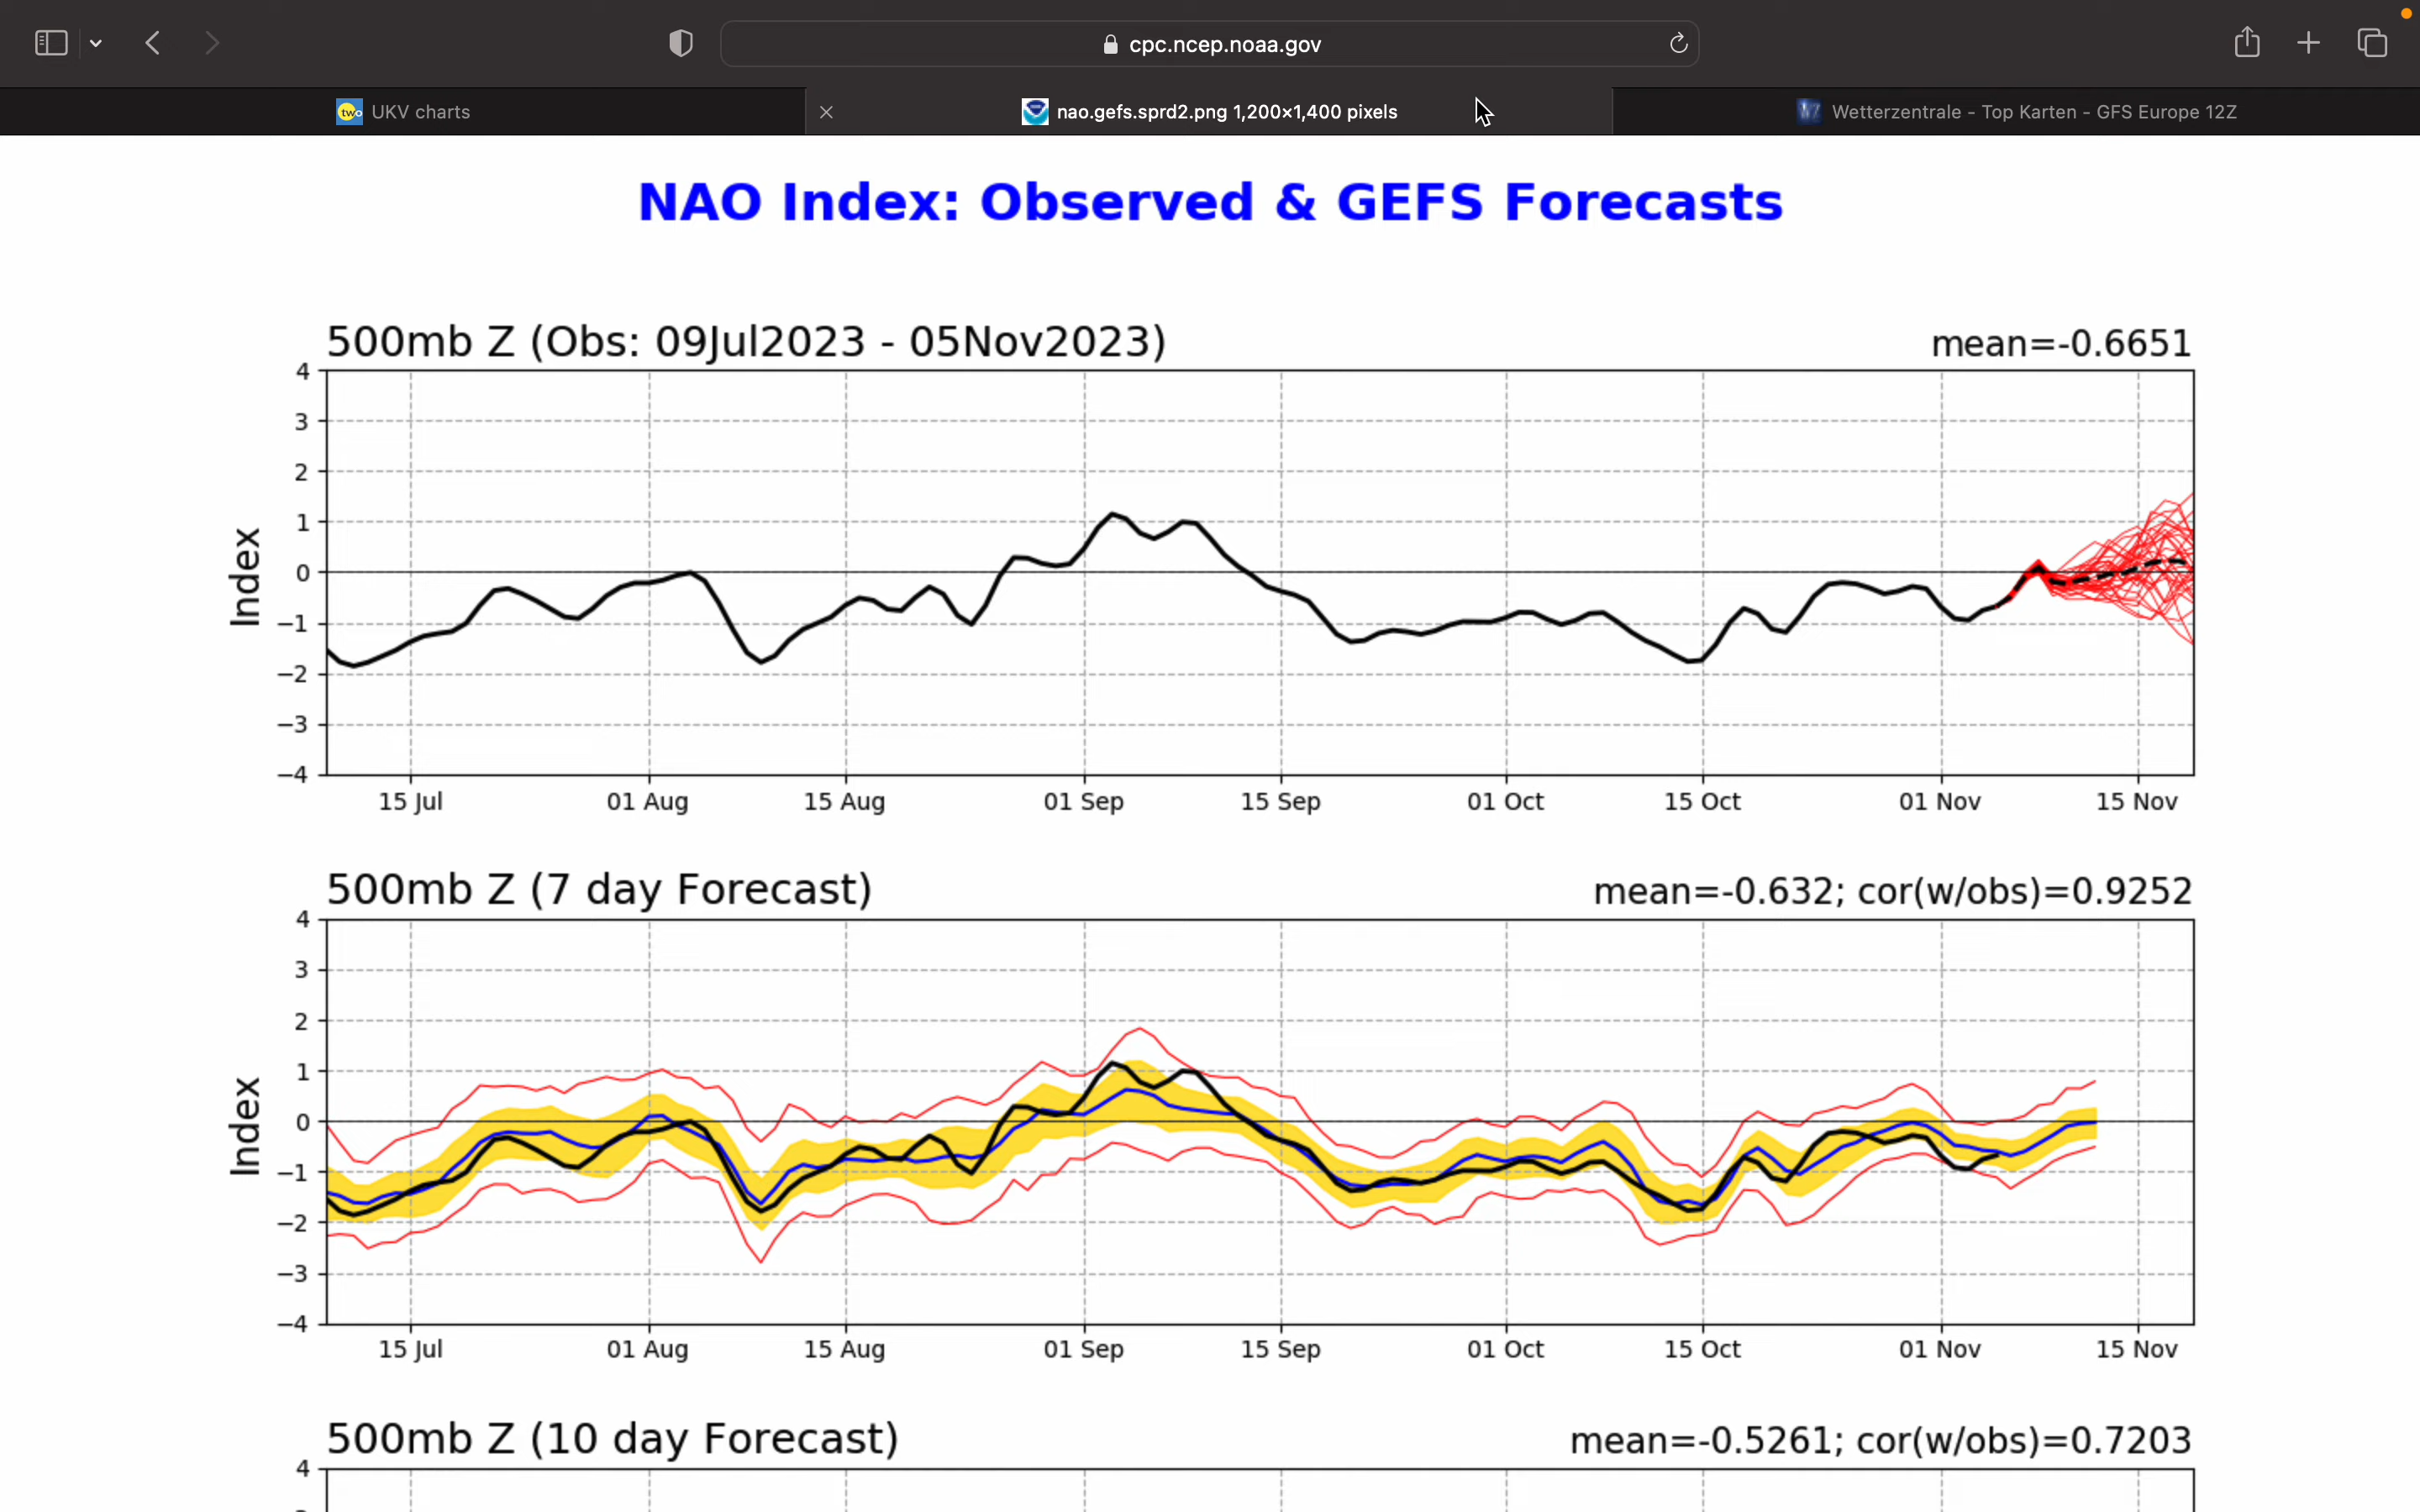 cpc.ncep.noaa.gov
two UKV charts
nao.gefs.sprd2.png 1,200×1,400 pixels
Wetterzentrale - Top Karten - GFS Europe 12Z
NAO Index: Observed & GEFS Forecasts
500mb Z (Obs: 09Jul2023 - 05Nov2023)
mean=-0.6651
4
3
2
1
0
−1
−2
−3
−4
Index
15 Jul 01 Aug 15 Aug 01 Sep 15 Sep 01 Oct 15 Oct 01 Nov 15 Nov
500mb Z (7 day Forecast)
mean=-0.632; cor(w/obs)=0.9252
4
3
2
1
0
−1
−2
−3
−4
Index
15 Jul 01 Aug 15 Aug 01 Sep 15 Sep 01 Oct 15 Oct 01 Nov 15 Nov
500mb Z (10 day Forecast)
mean=-0.5261; cor(w/obs)=0.7203
4